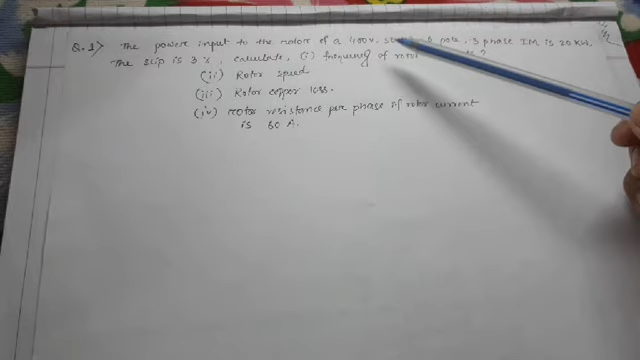 Q.1> The power input to the rotor of a 400V, pole, 3 phase IM is 20 KW.
The slip is 3%, calculate, (i) frequency of rotor
(ii) Rotor speed
(iii) Rotor copper loss.
(iv) rotor resistance per phase if rotor current
is 60 A.